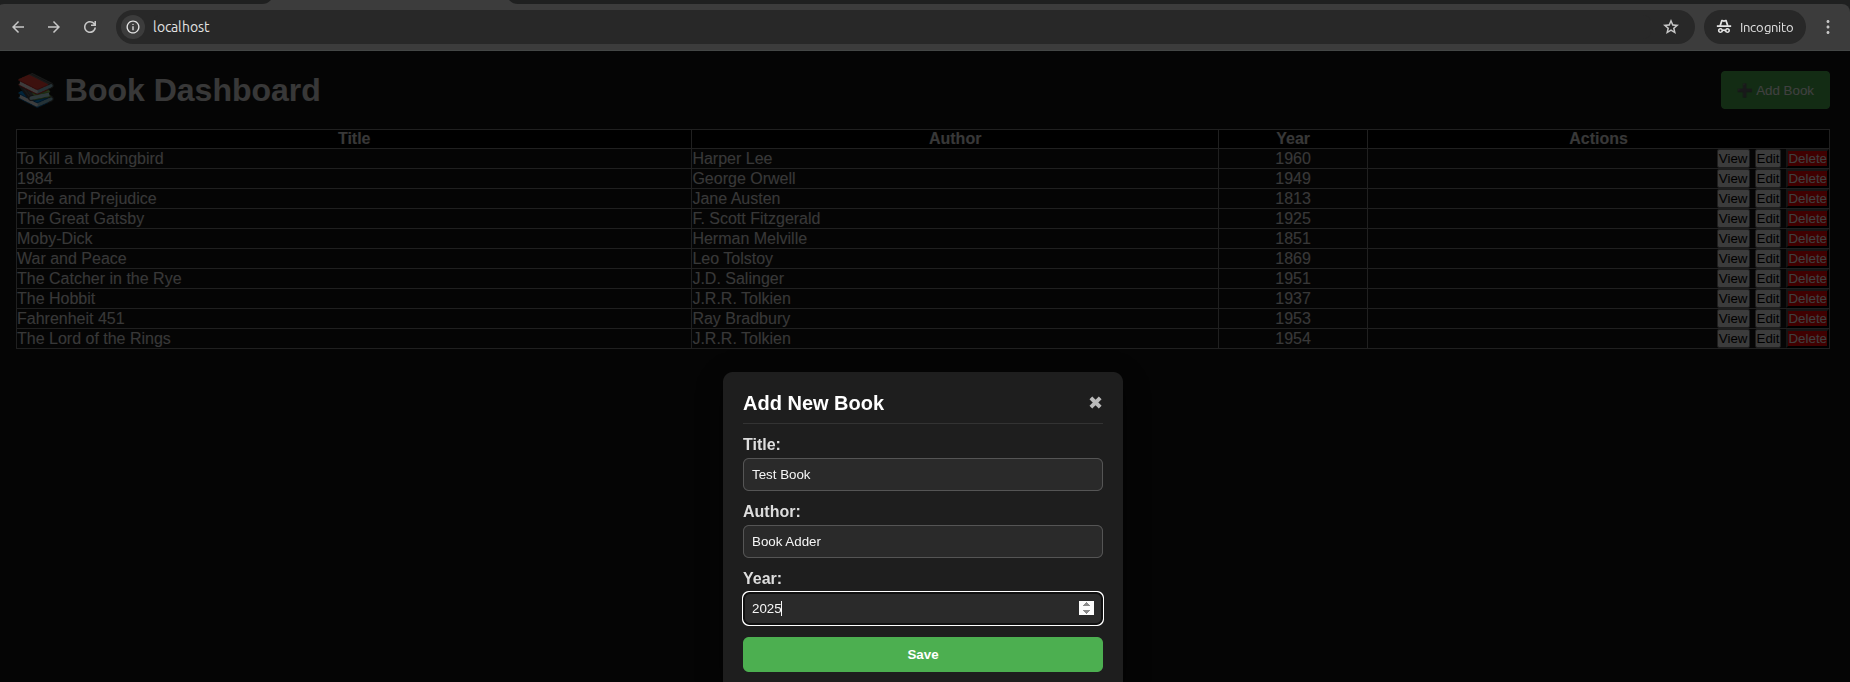 localhost
Incognito
Book Dashboard
Add Book
Title Author Year Actions
To Kill a Mockingbird Harper Lee 1960 View Edit Delete
1984 George Orwell 1949 View Edit Delete
Pride and Prejudice Jane Austen 1813 View Edit Delete
The Great Gatsby F. Scott Fitzgerald 1925 View Edit Delete
Moby-Dick Herman Melville 1851 View Edit Delete
War and Peace Leo Tolstoy 1869 View Edit Delete
The Catcher in the Rye J.D. Salinger 1951 View Edit Delete
The Hobbit J.R.R. Tolkien 1937 View Edit Delete
Fahrenheit 451 Ray Bradbury 1953 View Edit Delete
The Lord of the Rings J.R.R. Tolkien 1954 View Edit Delete
Add New Book
Title:
Test Book
Author:
Book Adder
Year:
2025
Save